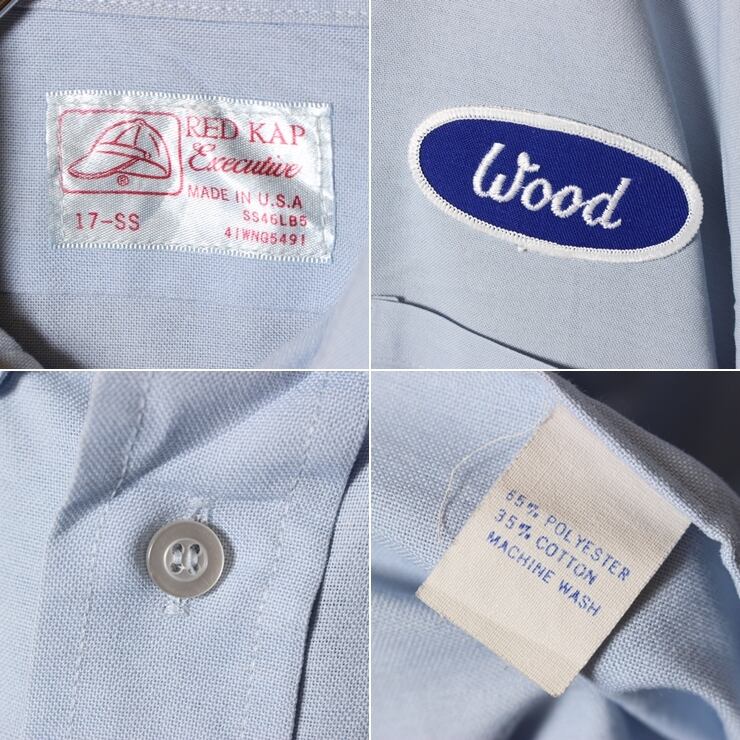 RED KAP
Executive
®
MADE IN U.S.A
17-SS
SS46LB5
41WNG5491
Wood
65% POLYESTER
35% COTTON
MACHINE WASH